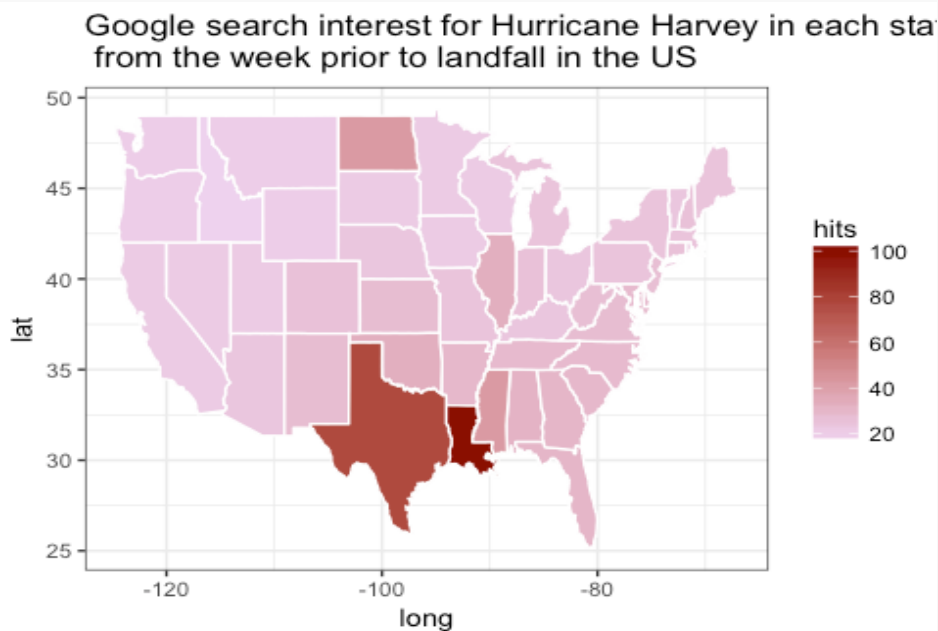 Google search interest for Hurricane Harvey in each sta
from the week prior to landfall in the US
50
45
40
35
30
25
lat
-120
-100
-80
long
hits
100
80
60
40
20